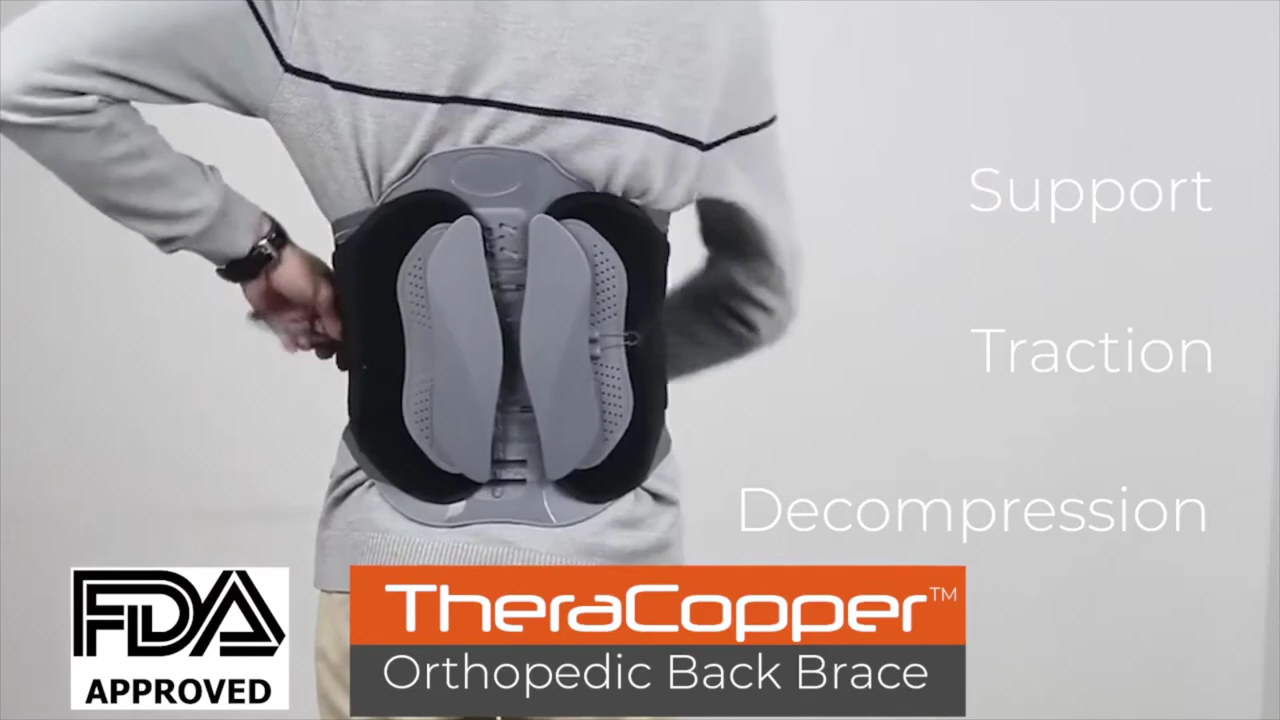 Support
Traction
Decompression
FDA
APPROVED
TheraCopper™
Orthopedic Back Brace